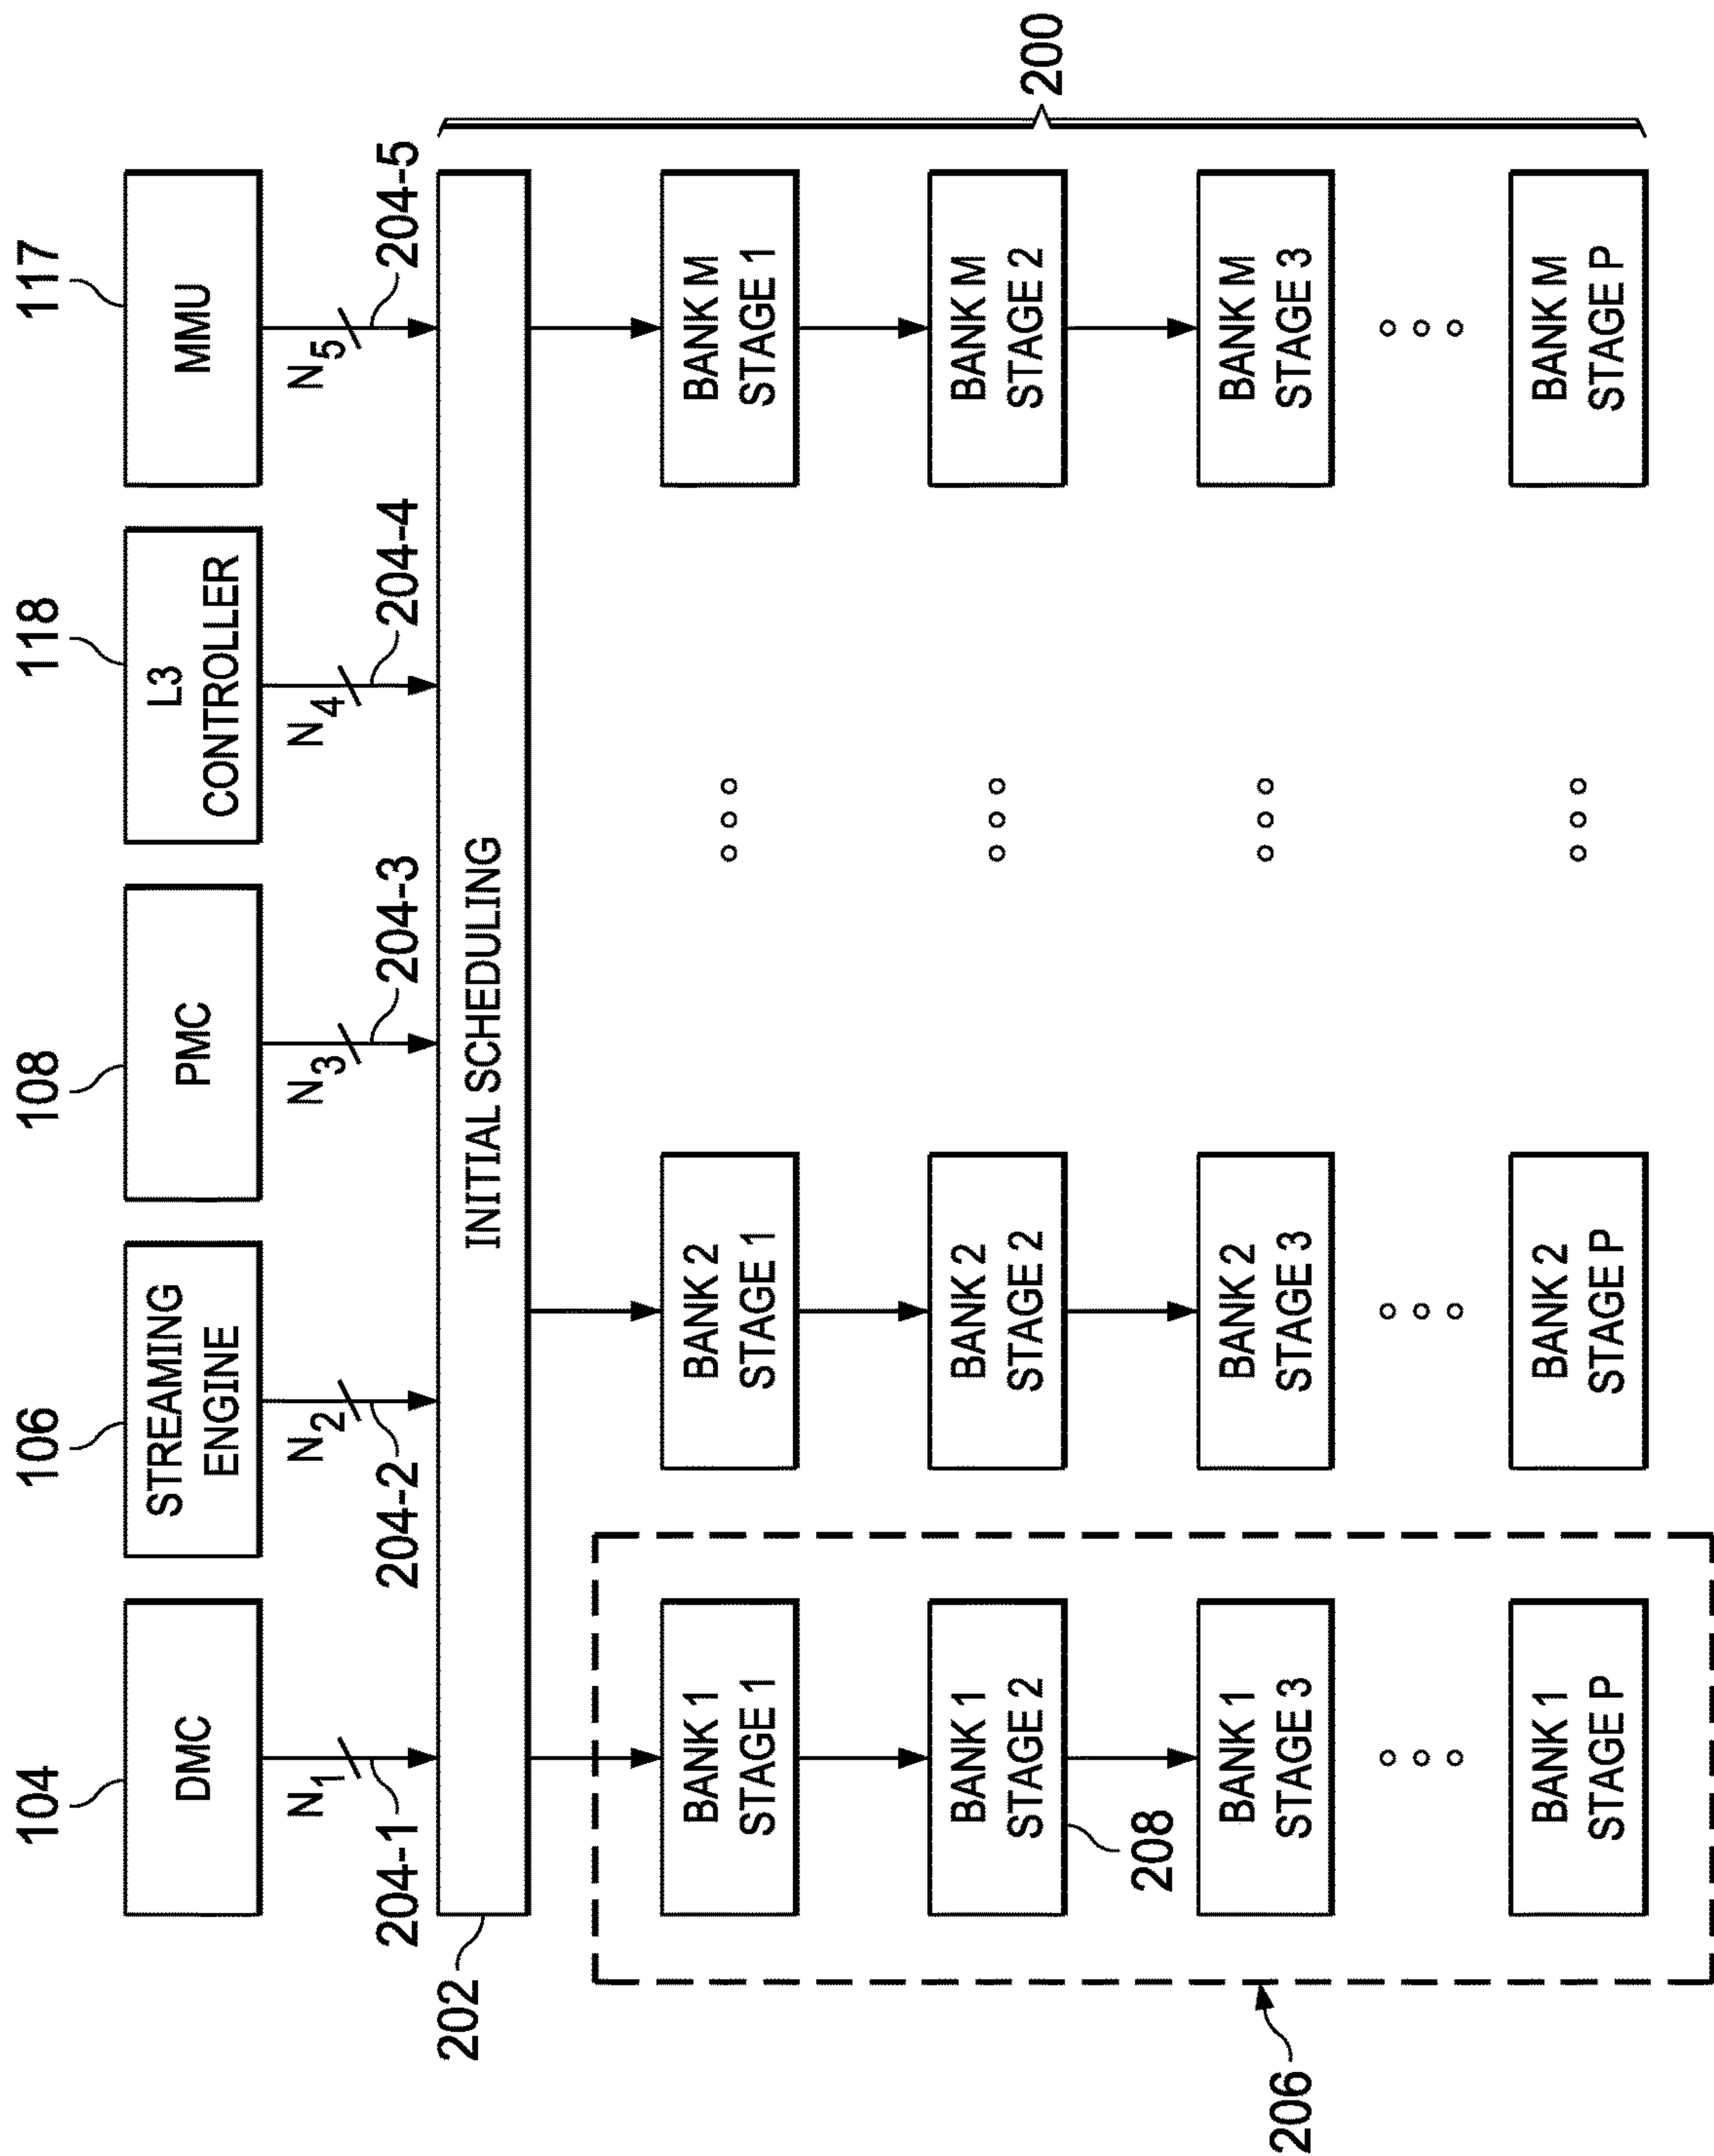 104
106
108
118
117
DMC
STREAMING
ENGINE
PMC
L3
CONTROLLER
MMU
N1
N2
N3
N4
N5
204-1
204-2
204-3
204-4
204-5
202
INITIAL SCHEDULING
200
BANK 1
STAGE 1
BANK 2
STAGE 1
BANK M
STAGE 1
BANK 1
STAGE 2
BANK 2
STAGE 2
BANK M
STAGE 2
208
BANK 1
STAGE 3
BANK 2
STAGE 3
BANK M
STAGE 3
206
BANK 1
STAGE P
BANK 2
STAGE P
BANK M
STAGE P